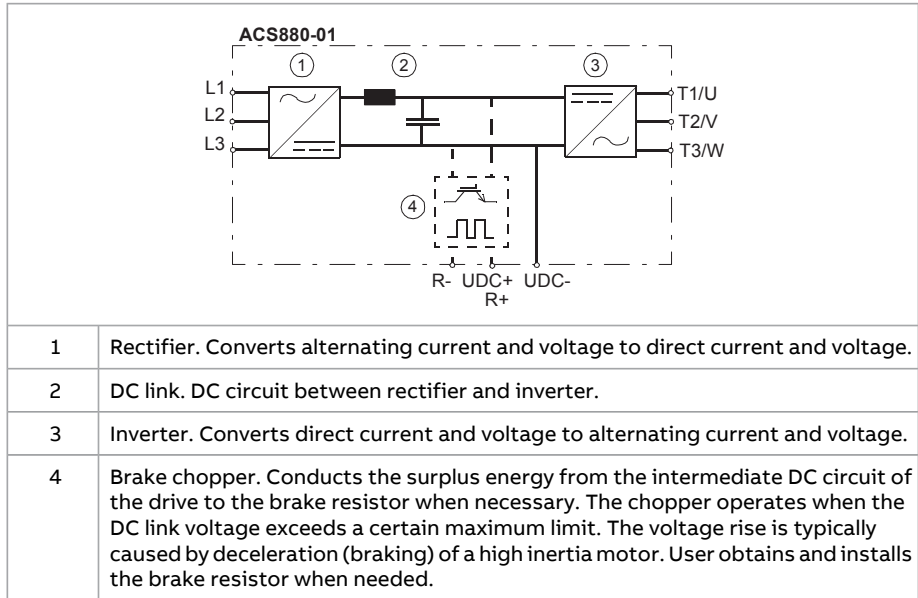 ACS880-01
1 2 3
L1 T1/U
L2 T2/V
L3 T3/W
4
R- UDC+ UDC-
R+
1 Rectifier. Converts alternating current and voltage to direct current and voltage.
2 DC link. DC circuit between rectifier and inverter.
3 Inverter. Converts direct current and voltage to alternating current and voltage.
4 Brake chopper. Conducts the surplus energy from the intermediate DC circuit of
the drive to the brake resistor when necessary. The chopper operates when the
DC link voltage exceeds a certain maximum limit. The voltage rise is typically
caused by deceleration (braking) of a high inertia motor. User obtains and installs
the brake resistor when needed.